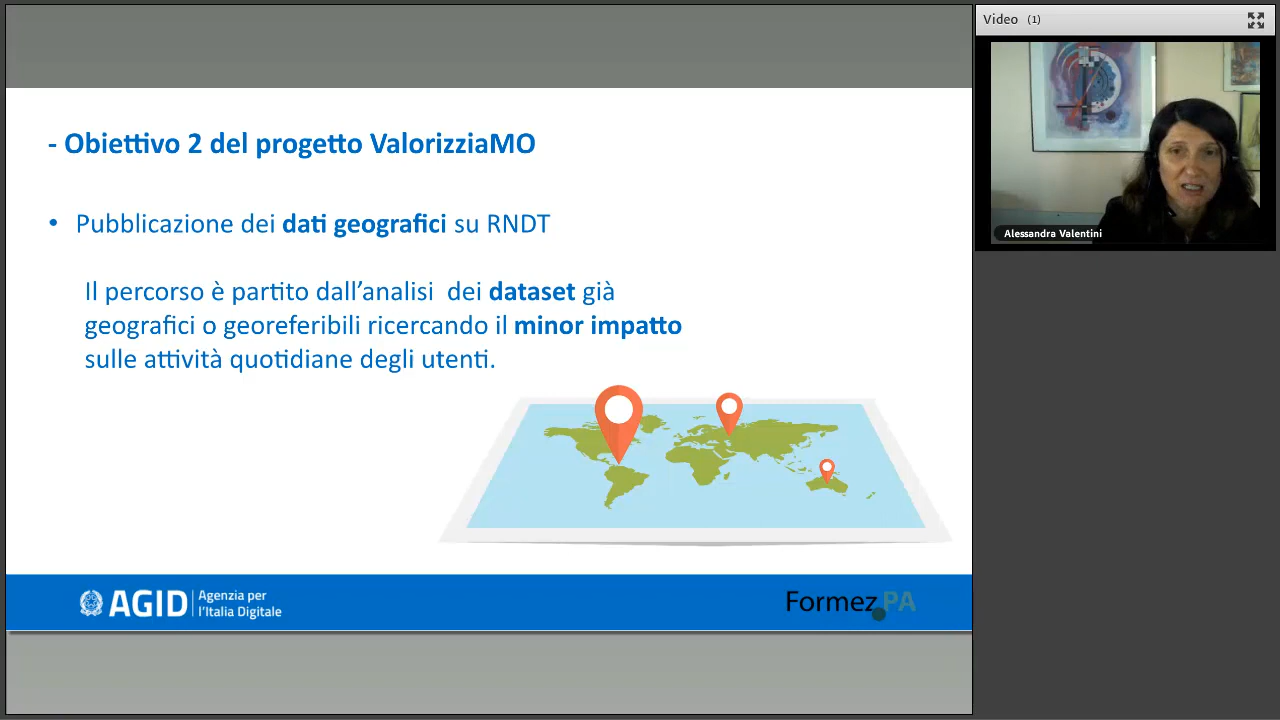 Video (1)
- Obiettivo 2 del progetto ValorizziaMO
• Pubblicazione dei dati geografici su RNDT
Il percorso è partito dall’analisi dei dataset già
geografici o georeferibili ricercando il minor impatto
sulle attività quotidiane degli utenti.
Alessandra Valentini
AGID
Agenzia per
l’Italia Digitale
Formez.PA